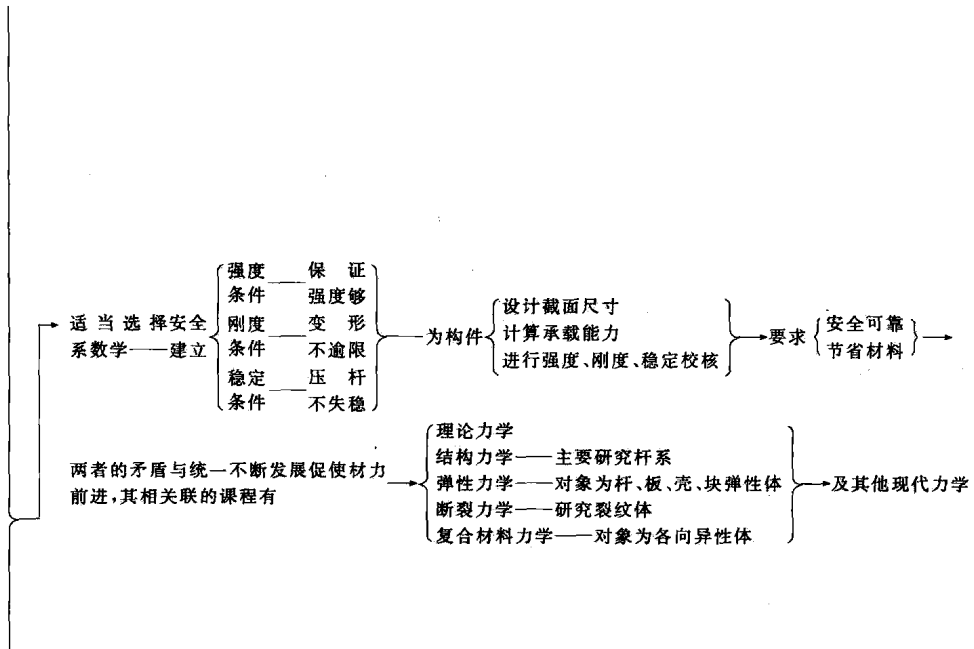 适当选择安全
系数学——建立
强度
条件——保证
强度够
刚度
条件——变形
不逾限
稳定
条件——压杆
不失稳
为构件
设计截面尺寸
计算承载能力
进行强度、刚度、稳定校核
要求
安全可靠
节省材料
两者的矛盾与统一不断发展促使材力
前进,其相关联的课程有
理论力学
结构力学——主要研究杆系
弹性力学——对象为杆、板、壳、块弹性体
断裂力学——研究裂纹体
复合材料力学——对象为各向异性体
及其他现代力学